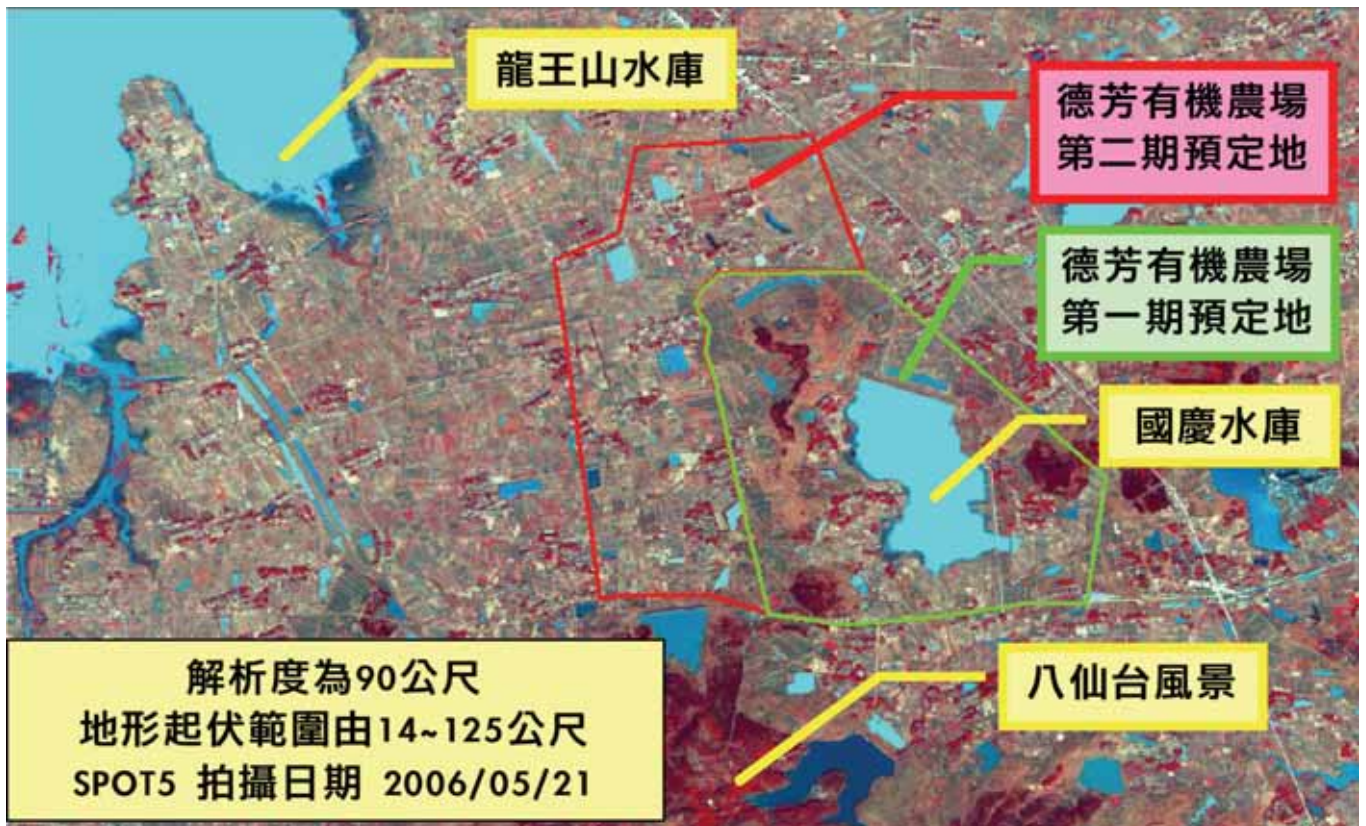 龍王山水庫
德芳有機農場
第二期預定地
德芳有機農場
第一期預定地
國慶水庫
八仙台風景
解析度為90公尺
地形起伏範圍由14~125公尺
SPOT5 拍攝日期 2006/05/21